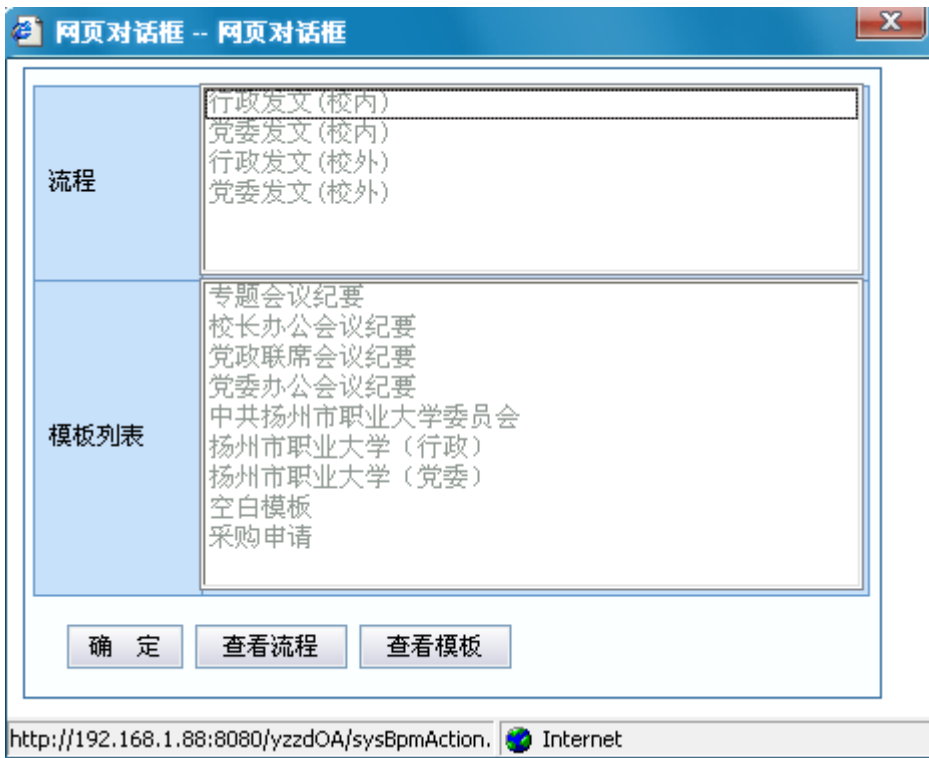 网页对话框 -- 网页对话框
流程
行政发文(校内)
党委发文(校内)
行政发文(校外)
党委发文(校外)
模板列表
专题会议纪要
校长办公会议纪要
党政联席会议纪要
党委办公会议纪要
中共扬州市职业大学委员会
扬州市职业大学（行政）
扬州市职业大学（党委）
空白模板
采购申请
确 定 查看流程 查看模板
http://192.168.1.88:8080/yzzdOA/sysBpmAction. Internet